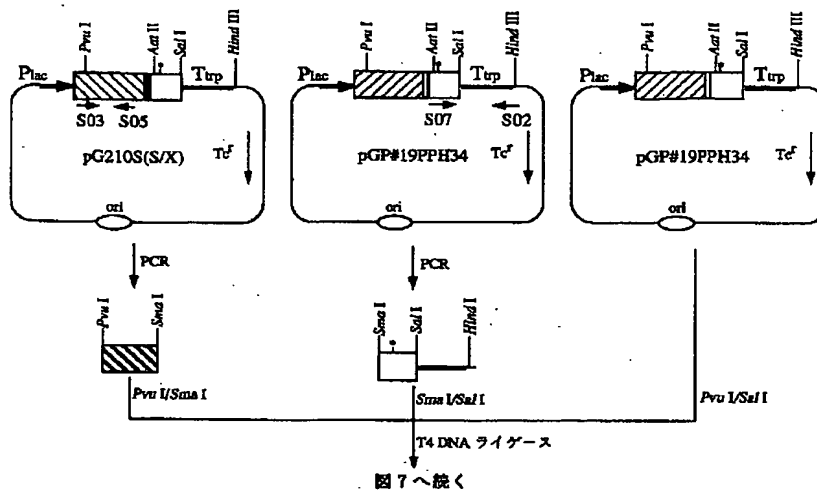 Pvu I Aat II Sal I Hind III
Pvu I Aat II Sal I Hind III
Pvu I Aat II Sal I Hind III
Plac Ttrp
Plac Ttrp
Plac Ttrp
S03 S05
S07 S02
pG210S(S/X) Tcr
pGP#19PPH34 Tcr
pGP#19PPH34 Tcr
ori
ori
ori
PCR
PCR
Pvu I Sma I
Sma I Sal I Hind I
Pvu I/Sma I
Sma I/Sal I
Pvu I/Sal I
T4 DNA ライゲース
図 7 へ続く